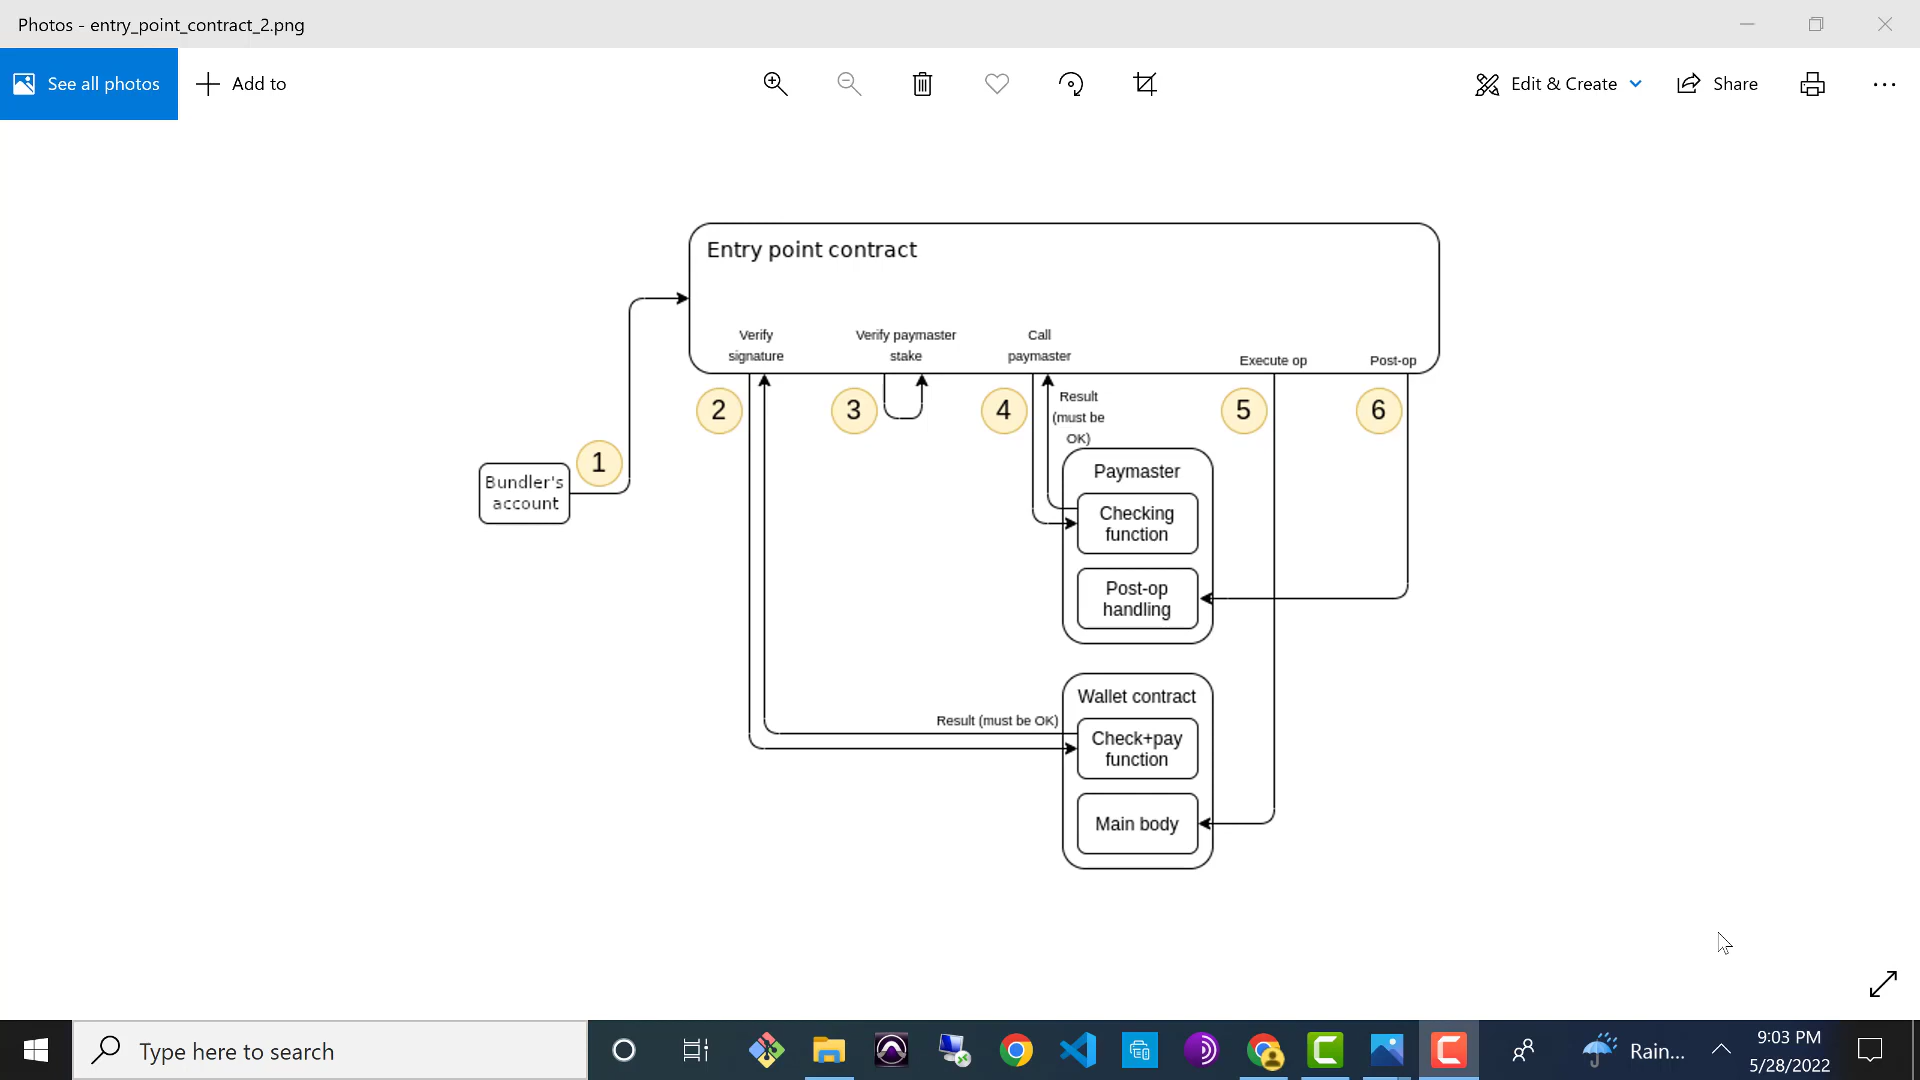 Photos - entry_point_contract_2.png
See all photos
Add to
Edit & Create
Share
Entry point contract
Verify
signature
Verify paymaster
stake
Call
paymaster
Execute op
Post-op
1
2
3
4
5
6
Result
(must be
OK)
Bundler's
account
Paymaster
Checking
function
Post-op
handling
Wallet contract
Result (must be OK)
Check+pay
function
Main body
Type here to search
Rain...
9:03 PM
5/28/2022